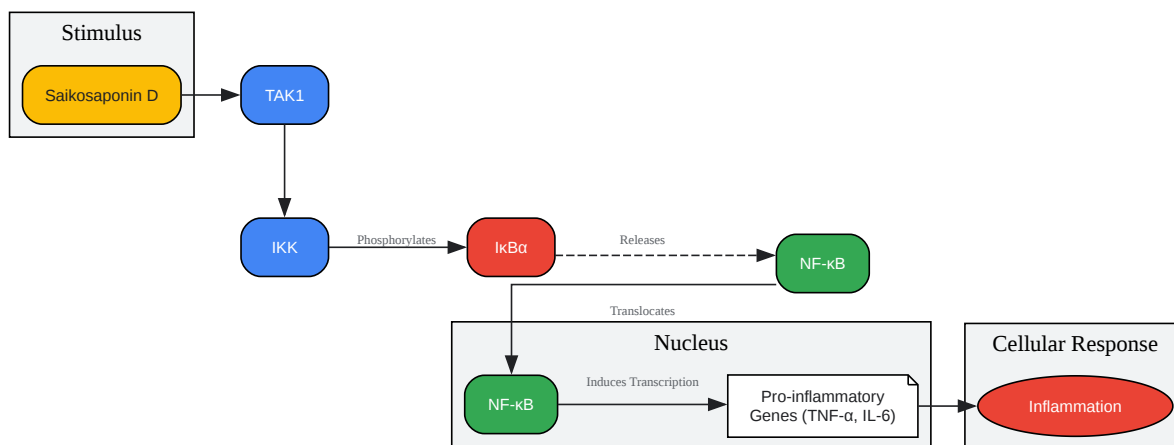 Stimulus
Saikosaponin D
TAK1
IKK
Phosphorylates
IκBα
Releases
NF-κB
Translocates
Nucleus
NF-κB
Induces Transcription
Pro-inflammatory
Genes (TNF-α, IL-6)
Cellular Response
Inflammation